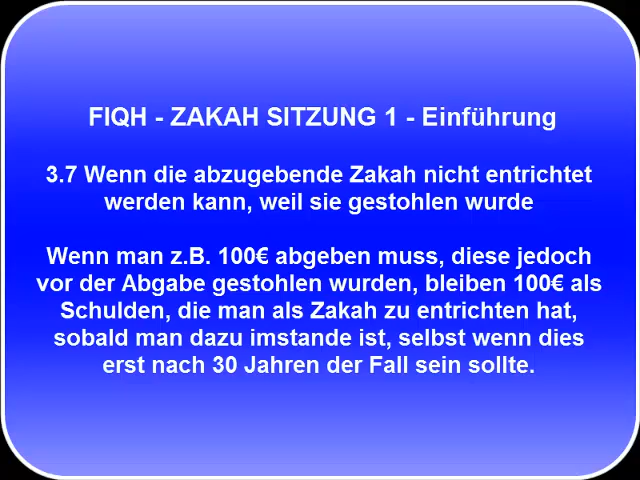 FIQH - ZAKAH SITZUNG 1 - Einführung
3.7 Wenn die abzugebende Zakah nicht entrichtet
werden kann, weil sie gestohlen wurde
Wenn man z.B. 100€ abgeben muss, diese jedoch
vor der Abgabe gestohlen wurden, bleiben 100€ als
Schulden, die man als Zakah zu entrichten hat,
sobald man dazu imstande ist, selbst wenn dies
erst nach 30 Jahren der Fall sein sollte.